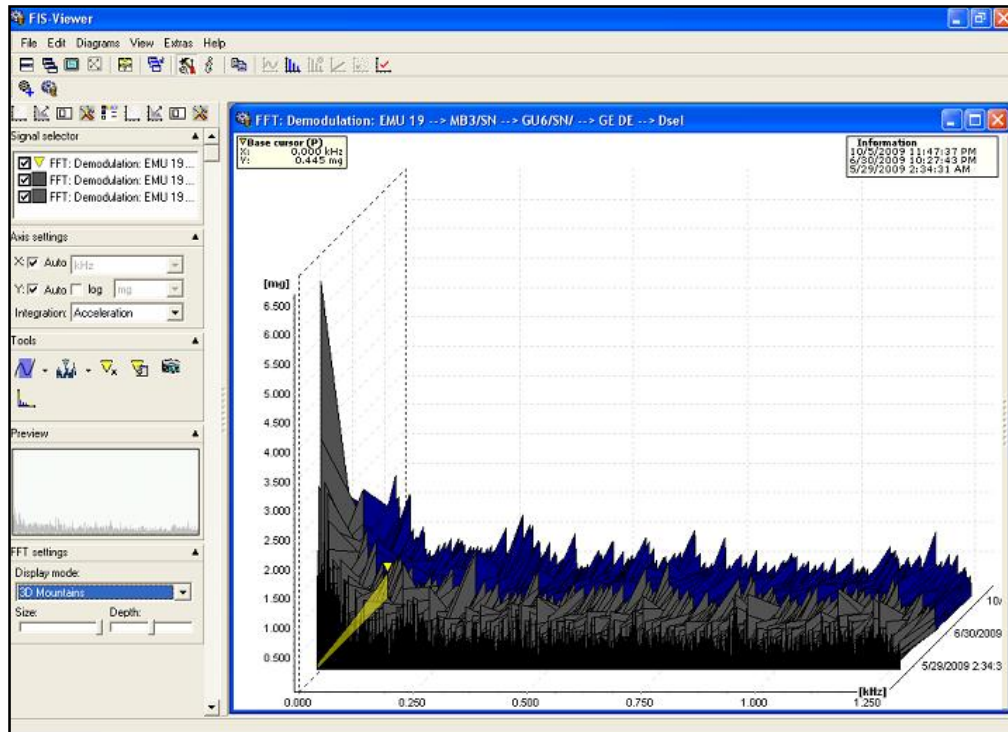 FIS-Viewer
File Edit Diagrams View Extras Help
Signal selector
FFT: Demodulation: EMU 19...
FFT: Demodulation: EMU 19...
FFT: Demodulation: EMU 19...
Axis settings
X: Auto kHz
Y: Auto log mg
Integration: Acceleration
Tools
Preview
FFT settings
Display mode:
3D Mountains
Size: Depth:
FFT: Demodulation: EMU 19 --> MB3/SN --> GU6/SN/ --> GE DE --> Dsel
Base cursor (P)
X: 0.000 kHz
Y: 0.445 mg
Information
10/5/2009 11:47:37 PM
6/30/2009 10:27:43 PM
5/29/2009 2:34:31 AM
[mg]
6.500
6.000
5.500
5.000
4.500
4.000
3.500
3.000
2.500
2.000
1.500
1.000
0.500
10/
6/30/2009
5/29/2009 2:34:3
[kHz]
0.000 0.250 0.500 0.750 1.000 1.250